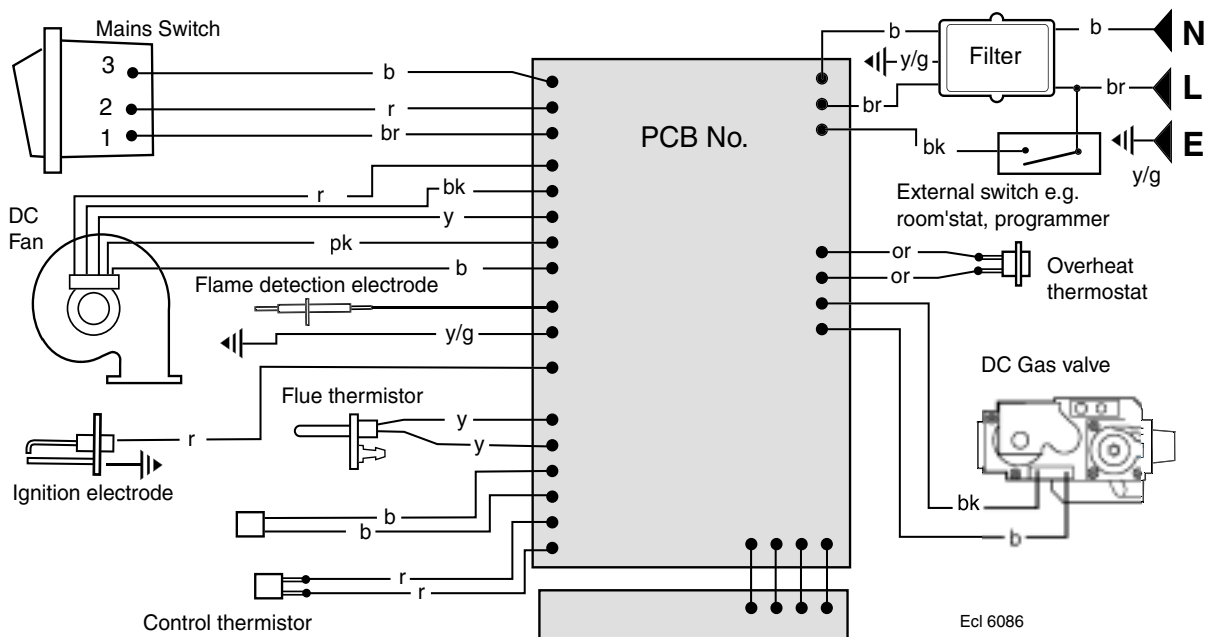 Mains Switch
3
b
2
r
1
br
PCB No.
b
y/g
Filter
b
N
br
br
L
bk
E
y/g
External switch e.g.
room'stat, programmer
DC
Fan
r
bk
y
pk
b
or
or
Overheat
thermostat
Flame detection electrode
y/g
DC Gas valve
Flue thermistor
y
y
r
Ignition electrode
bk
b
b
b
r
r
Control thermistor
Ecl 6086